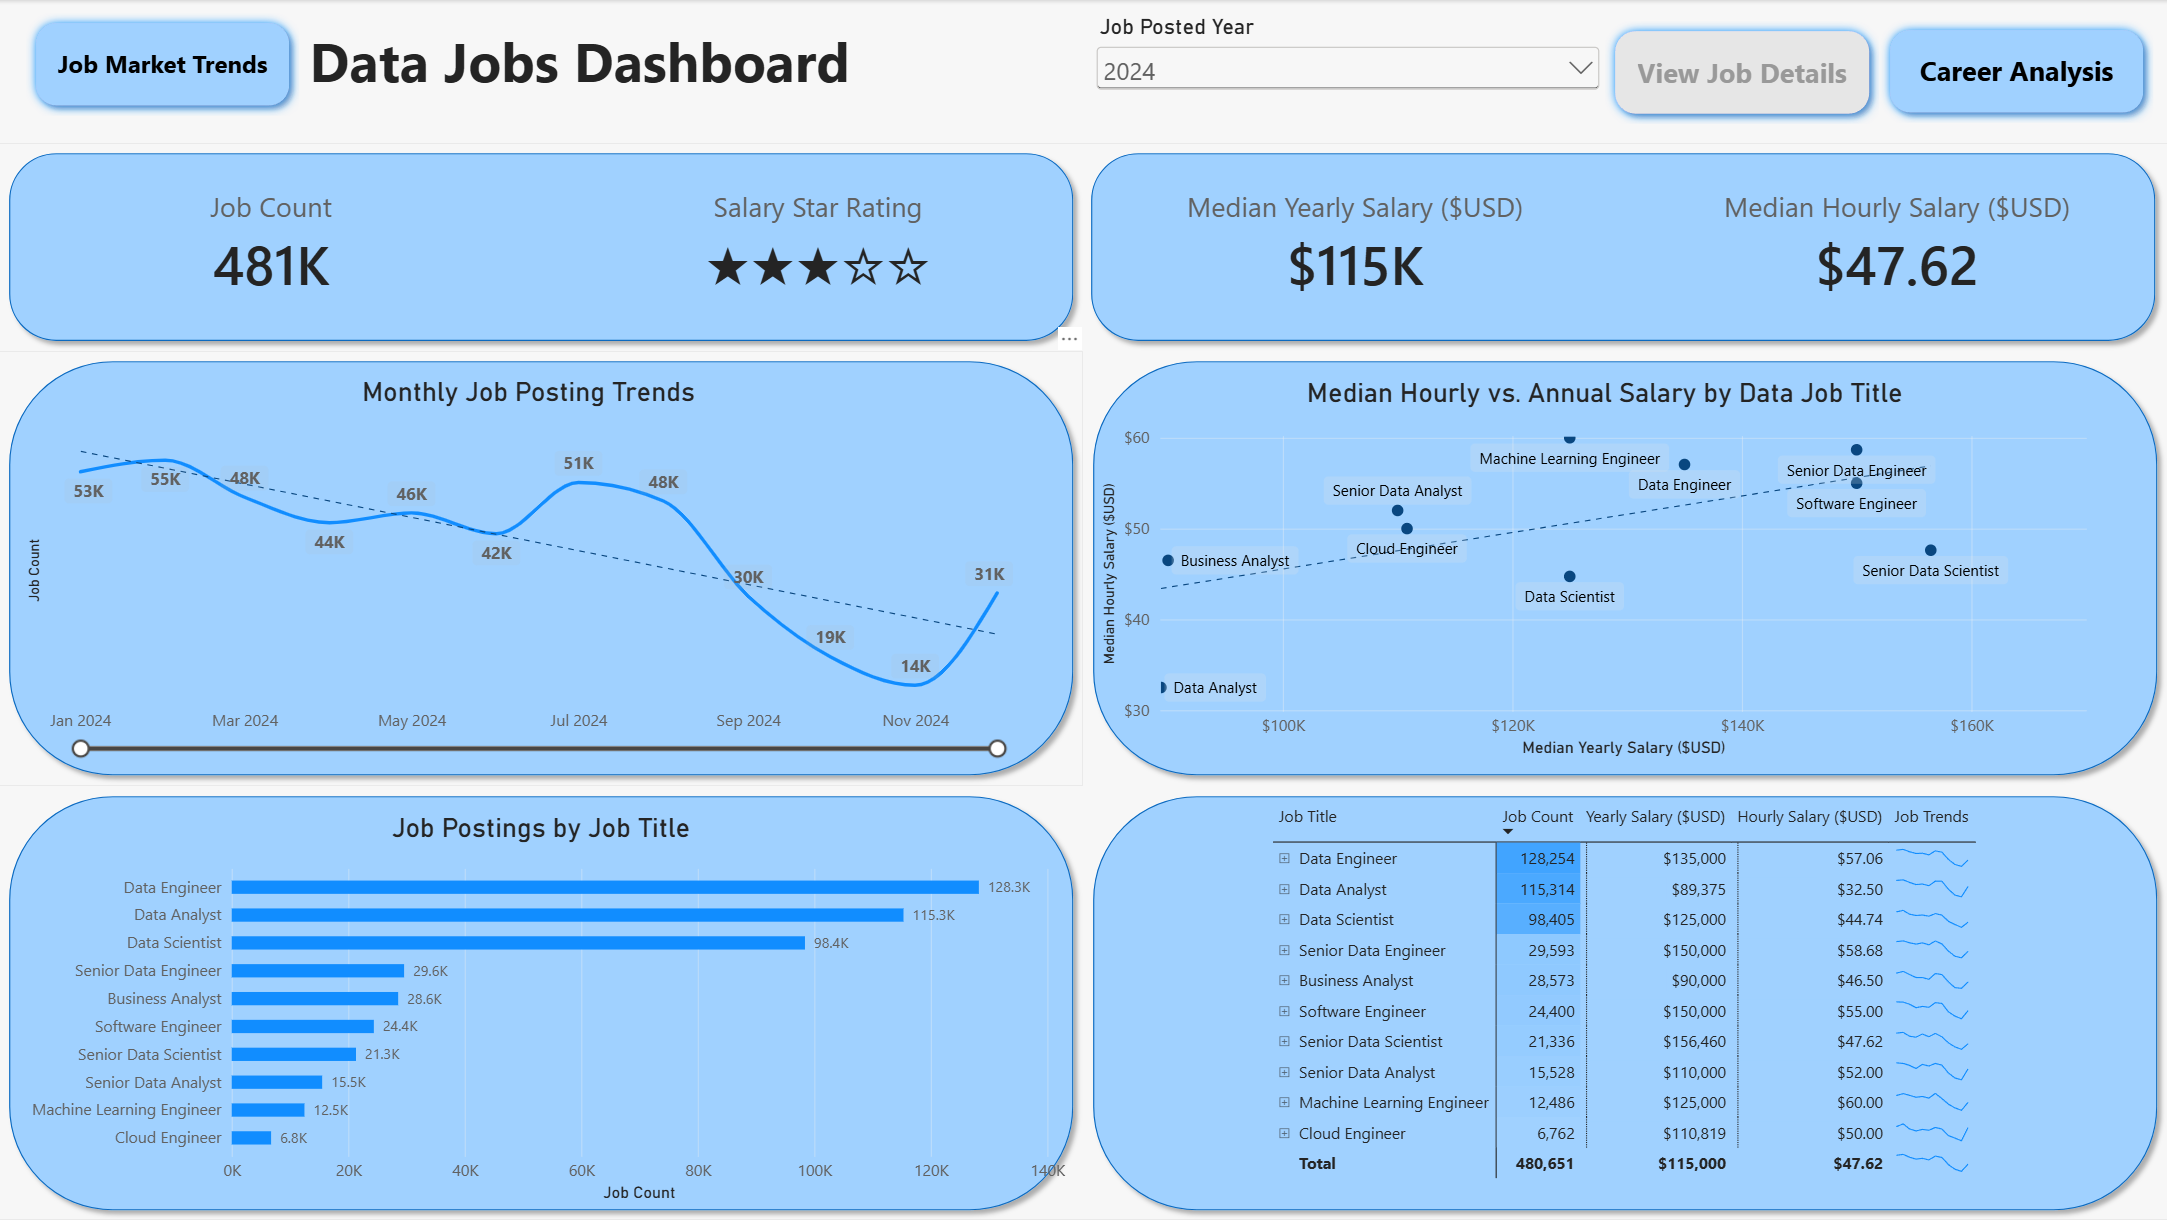 Job Market Trends
Data Jobs Dashboard
Job Posted Year
2024
View Job Details
Career Analysis
Job Count
481K
Salary Star Rating
★★★☆☆
Median Yearly Salary ($USD)
$115K
Median Hourly Salary ($USD)
$47.62
...
Monthly Job Posting Trends
Job Count
53K
55K
48K
44K
46K
42K
51K
48K
30K
19K
14K
31K
Jan 2024
Mar 2024
May 2024
Jul 2024
Sep 2024
Nov 2024
Median Hourly vs. Annual Salary by Data Job Title
Median Hourly Salary ($USD)
$60
$50
$40
$30
Machine Learning Engineer
Senior Data Engineer
Data Engineer
Senior Data Analyst
Software Engineer
Cloud Engineer
Business Analyst
Senior Data Scientist
Data Scientist
Data Analyst
$100K
$120K
$140K
$160K
Median Yearly Salary ($USD)
Job Postings by Job Title
Data Engineer 128.3K
Data Analyst 115.3K
Data Scientist 98.4K
Senior Data Engineer 29.6K
Business Analyst 28.6K
Software Engineer 24.4K
Senior Data Scientist 21.3K
Senior Data Analyst 15.5K
Machine Learning Engineer 12.5K
Cloud Engineer 6.8K
0K 20K 40K 60K 80K 100K 120K 140K
Job Count
Job Title Job Count Yearly Salary ($USD) Hourly Salary ($USD) Job Trends
Data Engineer 128,254 $135,000 $57.06
Data Analyst 115,314 $89,375 $32.50
Data Scientist 98,405 $125,000 $44.74
Senior Data Engineer 29,593 $150,000 $58.68
Business Analyst 28,573 $90,000 $46.50
Software Engineer 24,400 $150,000 $55.00
Senior Data Scientist 21,336 $156,460 $47.62
Senior Data Analyst 15,528 $110,000 $52.00
Machine Learning Engineer 12,486 $125,000 $60.00
Cloud Engineer 6,762 $110,819 $50.00
Total 480,651 $115,000 $47.62